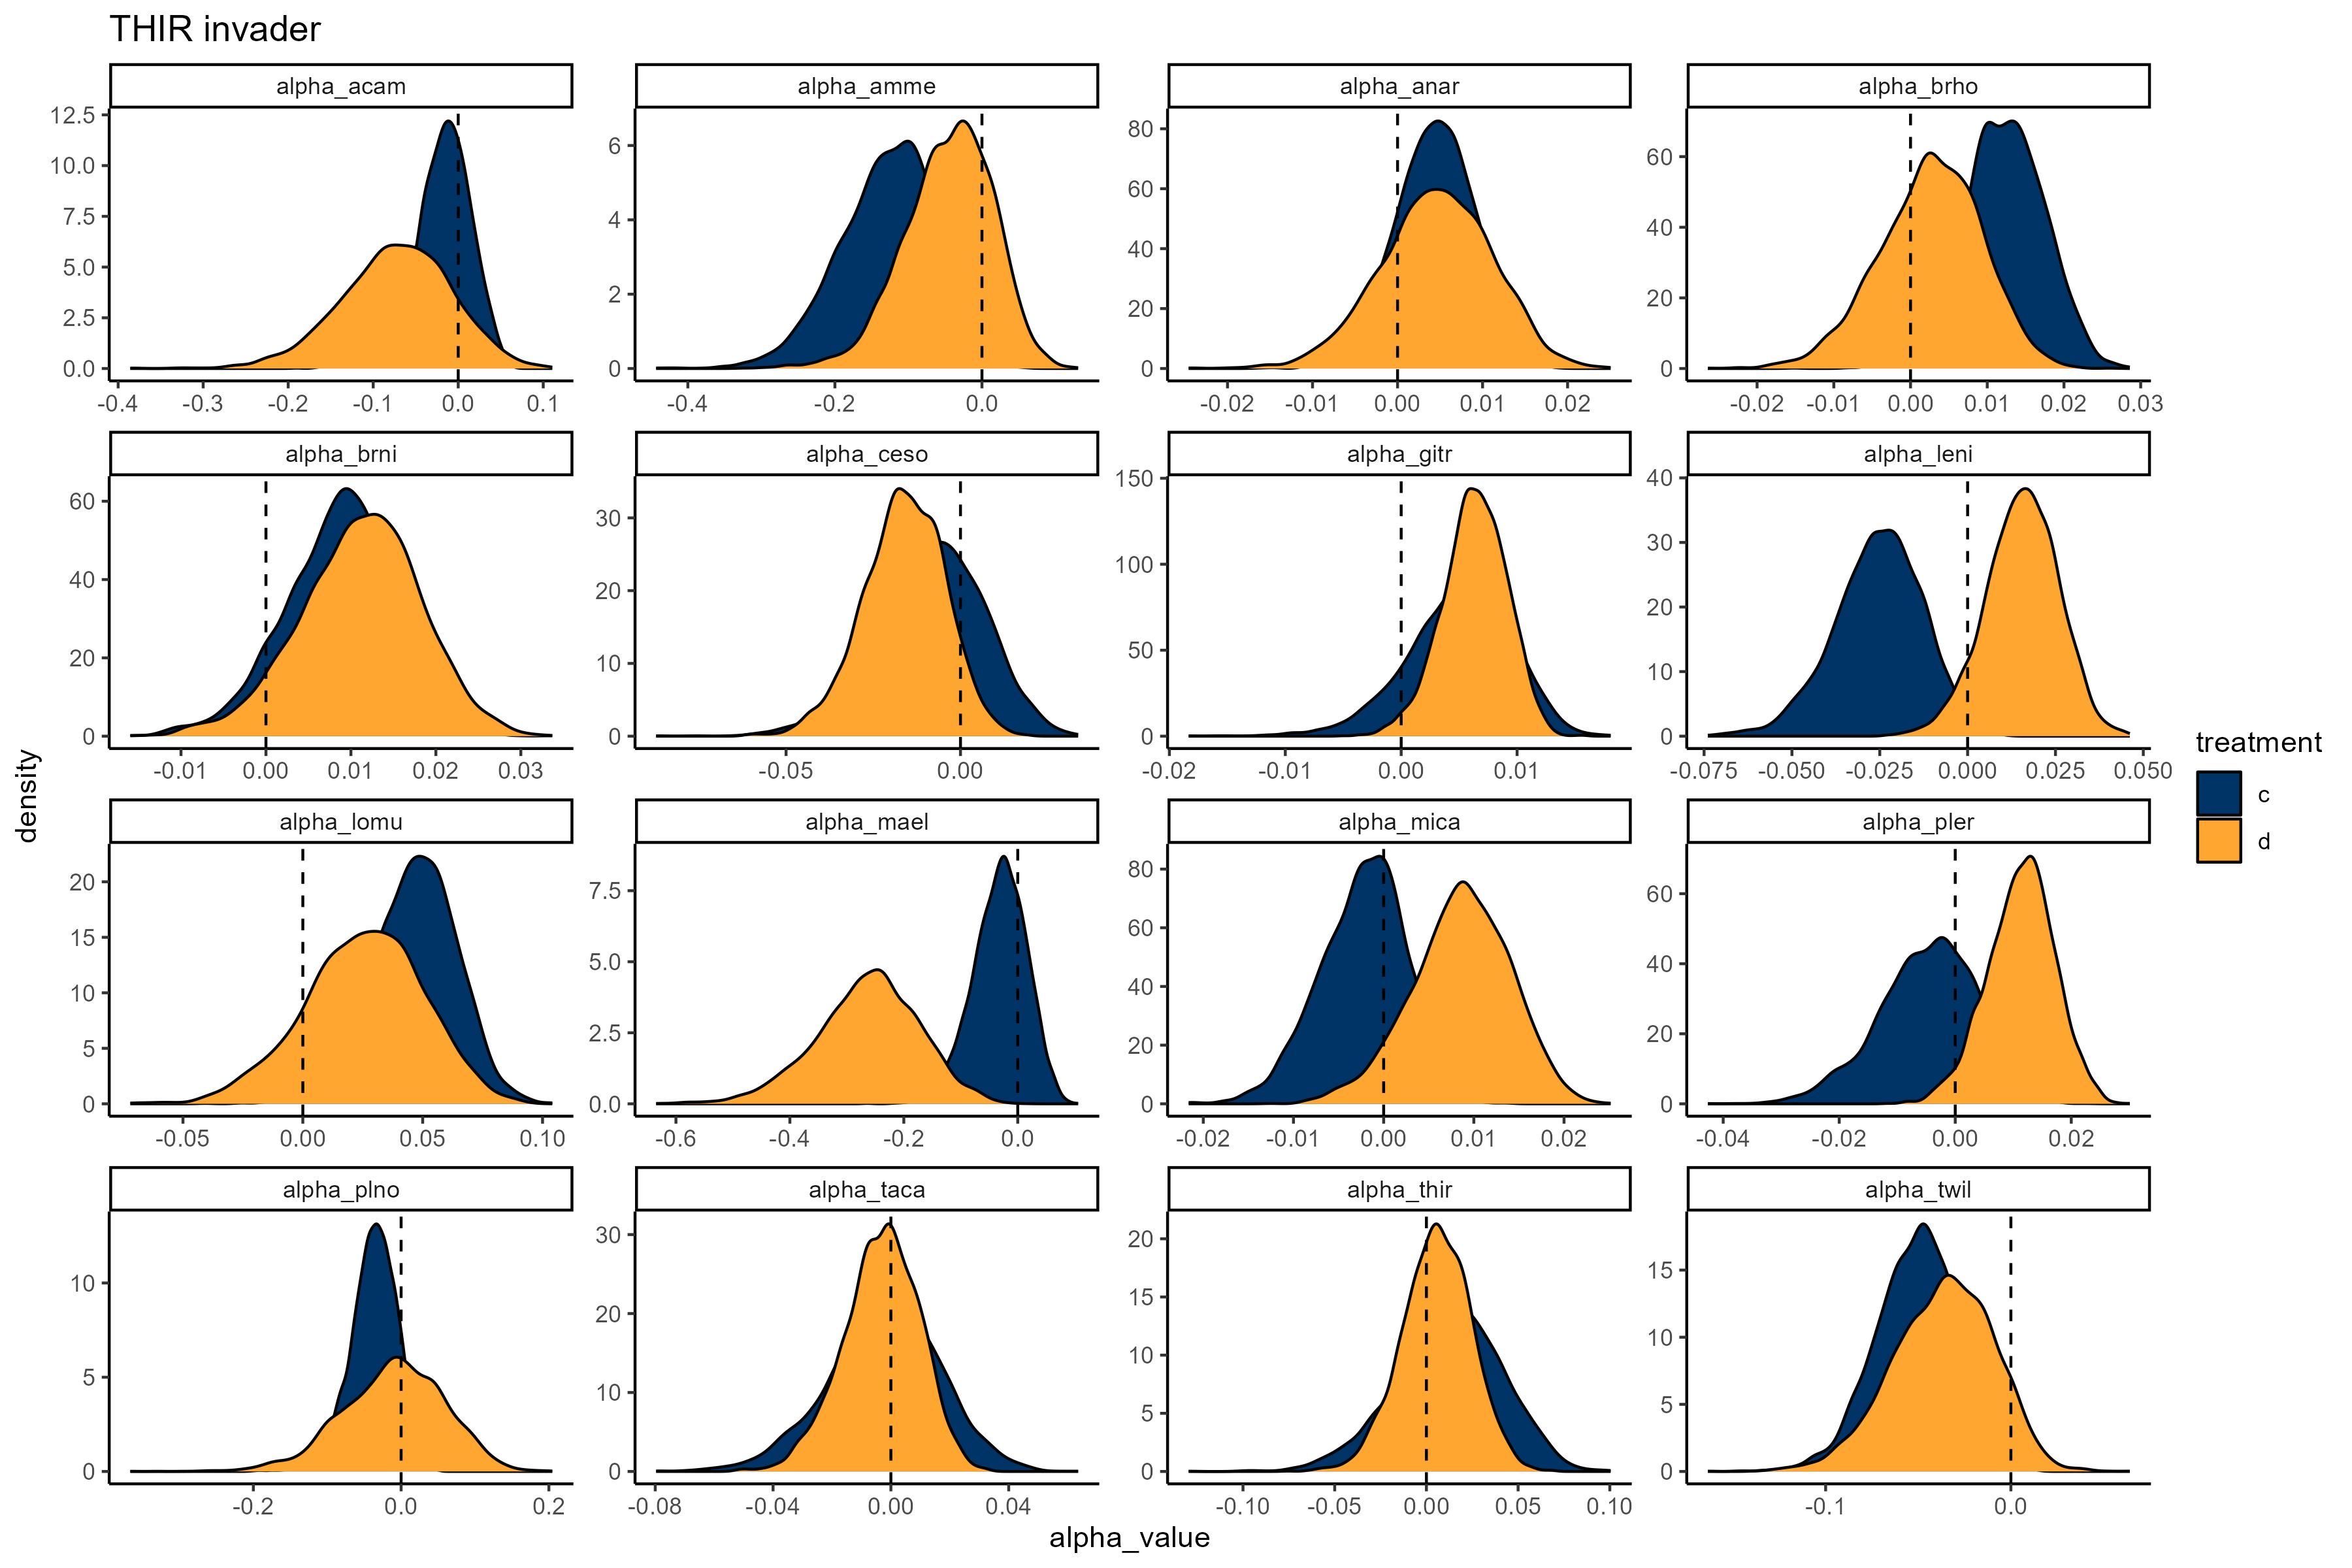 THIR invader
alpha_acam alpha_amme alpha_anar alpha_brho
12.5 10.0 7.5 5.0 2.5 0.0
6 4 2 0
80 60 40 20 0
60 40 20 0
-0.4 -0.3 -0.2 -0.1 0.0 0.1
-0.4 -0.2 0.0
-0.02 -0.01 0.00 0.01 0.02
-0.02 -0.01 0.00 0.01 0.02 0.03
alpha_brni alpha_ceso alpha_gitr alpha_leni
60 40 20 0
30 20 10 0
150 100 50 0
40 30 20 10 0
-0.01 0.00 0.01 0.02 0.03
-0.05 0.00
-0.02 -0.01 0.00 0.01
-0.075 -0.050 -0.025 0.000 0.025 0.050
alpha_lomu alpha_mael alpha_mica alpha_pler
20 15 10 5 0
7.5 5.0 2.5 0.0
80 60 40 20 0
60 40 20 0
-0.05 0.00 0.05 0.10
-0.6 -0.4 -0.2 0.0
-0.02 -0.01 0.00 0.01 0.02
-0.04 -0.02 0.00 0.02
alpha_plno alpha_taca alpha_thir alpha_twil
10 5 0
30 20 10 0
20 15 10 5 0
15 10 5 0
-0.2 0.0 0.2
-0.08 -0.04 0.00 0.04
-0.10 -0.05 0.00 0.05 0.10
-0.1 0.0
alpha_value
density
treatment
c
d